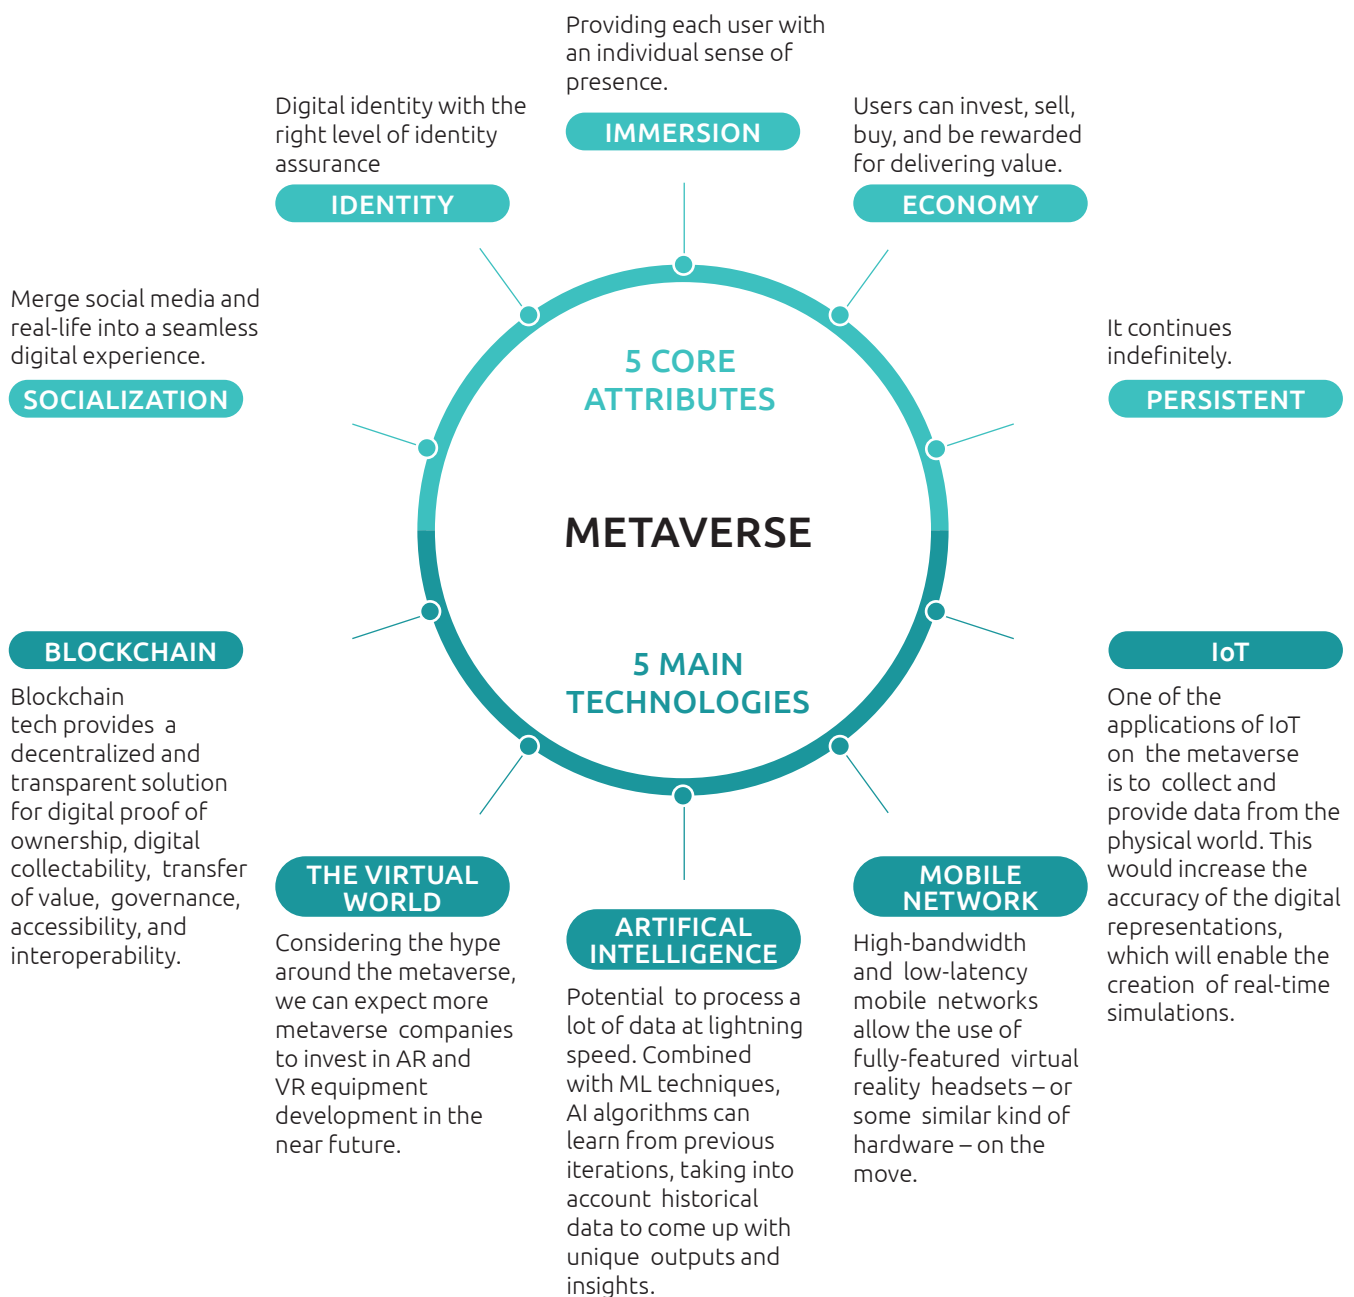 Providing each user with
an individual sense of
presence.
IMMERSION
Digital identity with the
right level of identity
assurance
IDENTITY
Users can invest, sell,
buy, and be rewarded
for delivering value.
ECONOMY
Merge social media and
real-life into a seamless
digital experience.
SOCIALIZATION
It continues
indefinitely.
PERSISTENT
5 CORE
ATTRIBUTES
METAVERSE
5 MAIN
TECHNOLOGIES
BLOCKCHAIN
Blockchain
tech provides a
decentralized and
transparent solution
for digital proof of
ownership, digital
collectability, transfer
of value, governance,
accessibility, and
interoperability.
THE VIRTUAL
WORLD
Considering the hype
around the metaverse,
we can expect more
metaverse companies
to invest in AR and
VR equipment
development in the
near future.
ARTIFICAL
INTELLIGENCE
Potential to process a
lot of data at lightning
speed. Combined
with ML techniques,
AI algorithms can
learn from previous
iterations, taking into
account historical
data to come up with
unique outputs and
insights.
MOBILE
NETWORK
High-bandwidth
and low-latency
mobile networks
allow the use of
fully-featured virtual
reality headsets – or
some similar kind of
hardware – on the
move.
IoT
One of the
applications of IoT
on the metaverse
is to collect and
provide data from the
physical world. This
would increase the
accuracy of the digital
representations,
which will enable the
creation of real-time
simulations.